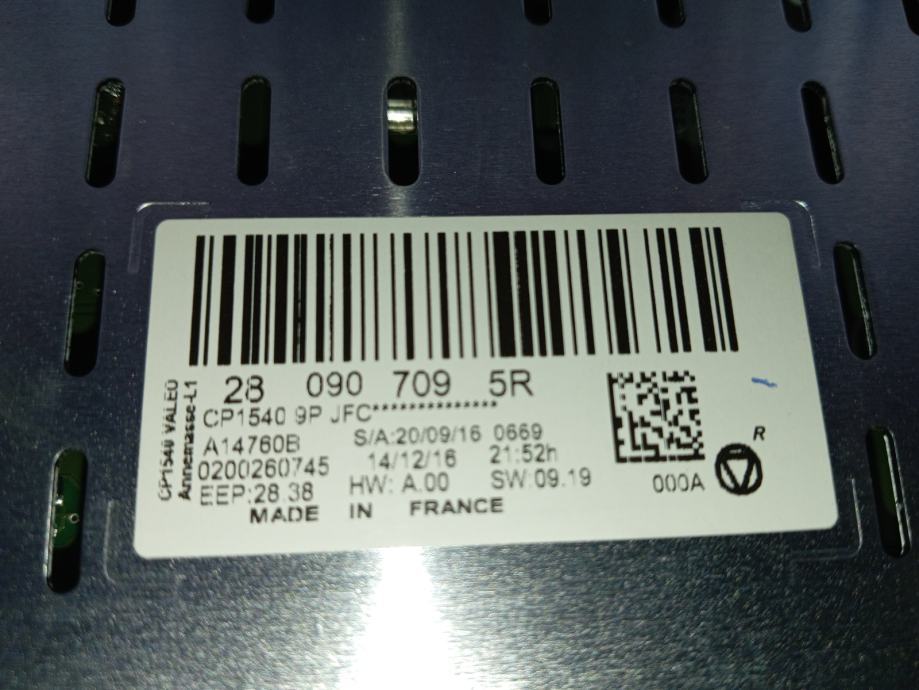 28 090 709 5R
CP1540 VALEO
Annemasse-L1
CP1540 9P JFC**************
A14760B S/A:20/09/16 0669
0200260745 14/12/16 21:52h
EEP:28.38 HW: A.00 SW:09.19 000A
R
MADE IN FRANCE